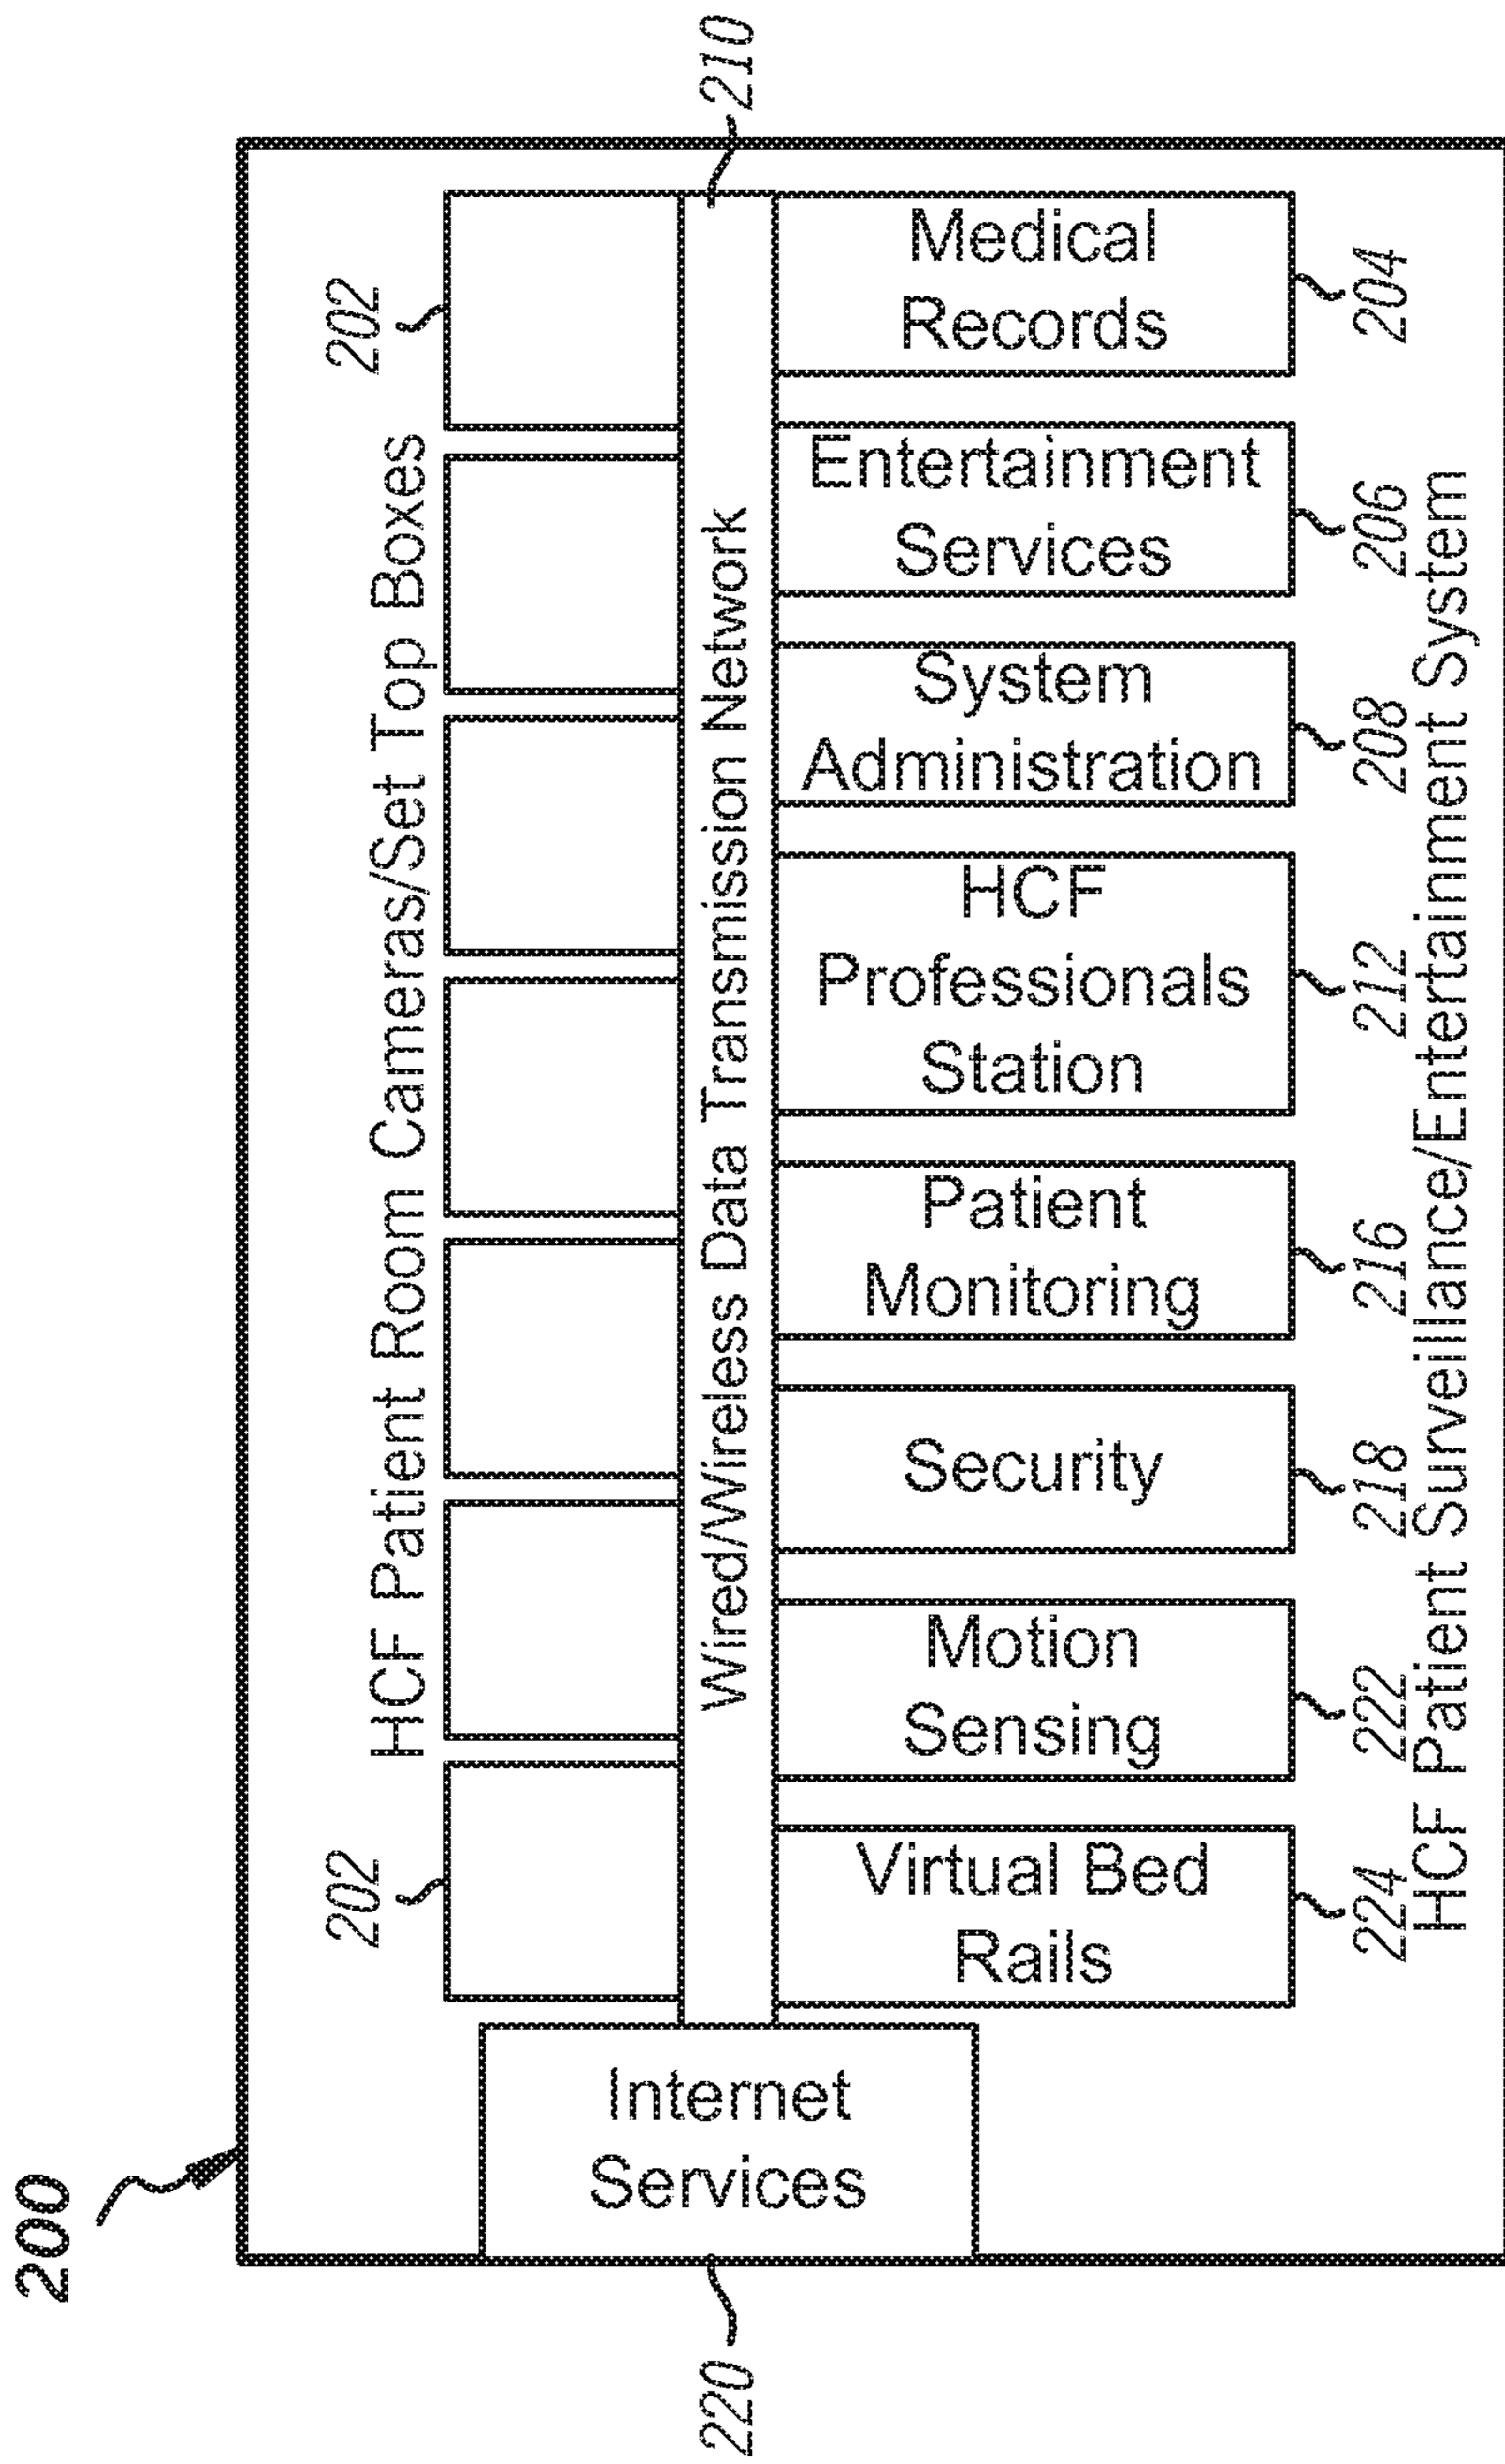 200
202
202
HCF Patient Room Cameras/Set Top Boxes
220
Internet
Services
Wired/Wireless Data Transmission Network
210
Virtual Bed
Rails
Motion
Sensing
Security
Patient
Monitoring
HCF
Professionals
Station
System
Administration
Entertainment
Services
Medical
Records
224
222
218
216
212
208
206
204
HCF Patient Surveillance/Entertainment System